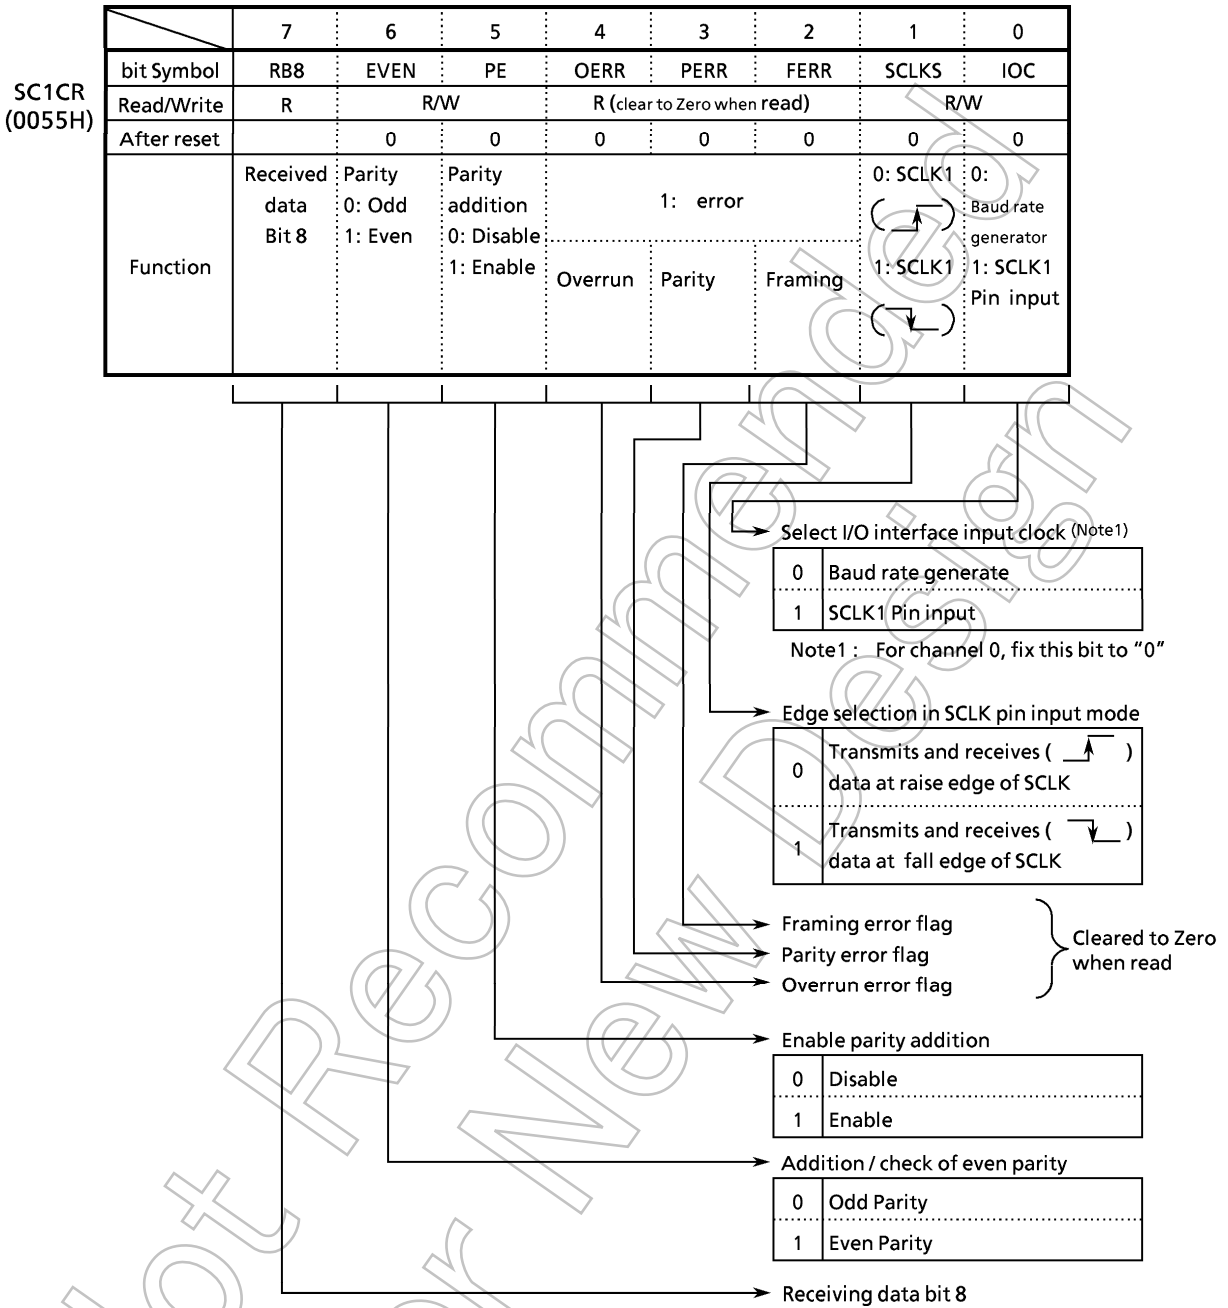 7 6 5 4 3 2 1 0
bit Symbol RB8 EVEN PE OERR PERR FERR SCLKS IOC
SC1CR
(0055H)
Read/Write R R/W R (clear to Zero when read) R/W
After reset 0 0 0 0 0 0 0
Function
Received
data
Bit 8
Parity
0: Odd
1: Even
Parity
addition
0: Disable
1: Enable
1: error
Overrun Parity Framing
0: SCLK1
( )
1: SCLK1
( )
0:
Baud rate
generator
1: SCLK1
Pin input
Select I/O interface input clock (Note1)
0 Baud rate generate
1 SCLK1 Pin input
Note1 : For channel 0, fix this bit to “0”
Edge selection in SCLK pin input mode
0 Transmits and receives ( )
data at raise edge of SCLK
1 Transmits and receives ( )
data at fall edge of SCLK
Framing error flag
Parity error flag
Overrun error flag
Cleared to Zero
when read
Enable parity addition
0 Disable
1 Enable
Addition / check of even parity
0 Odd Parity
1 Even Parity
Receiving data bit 8
Not Recommended
for New Design